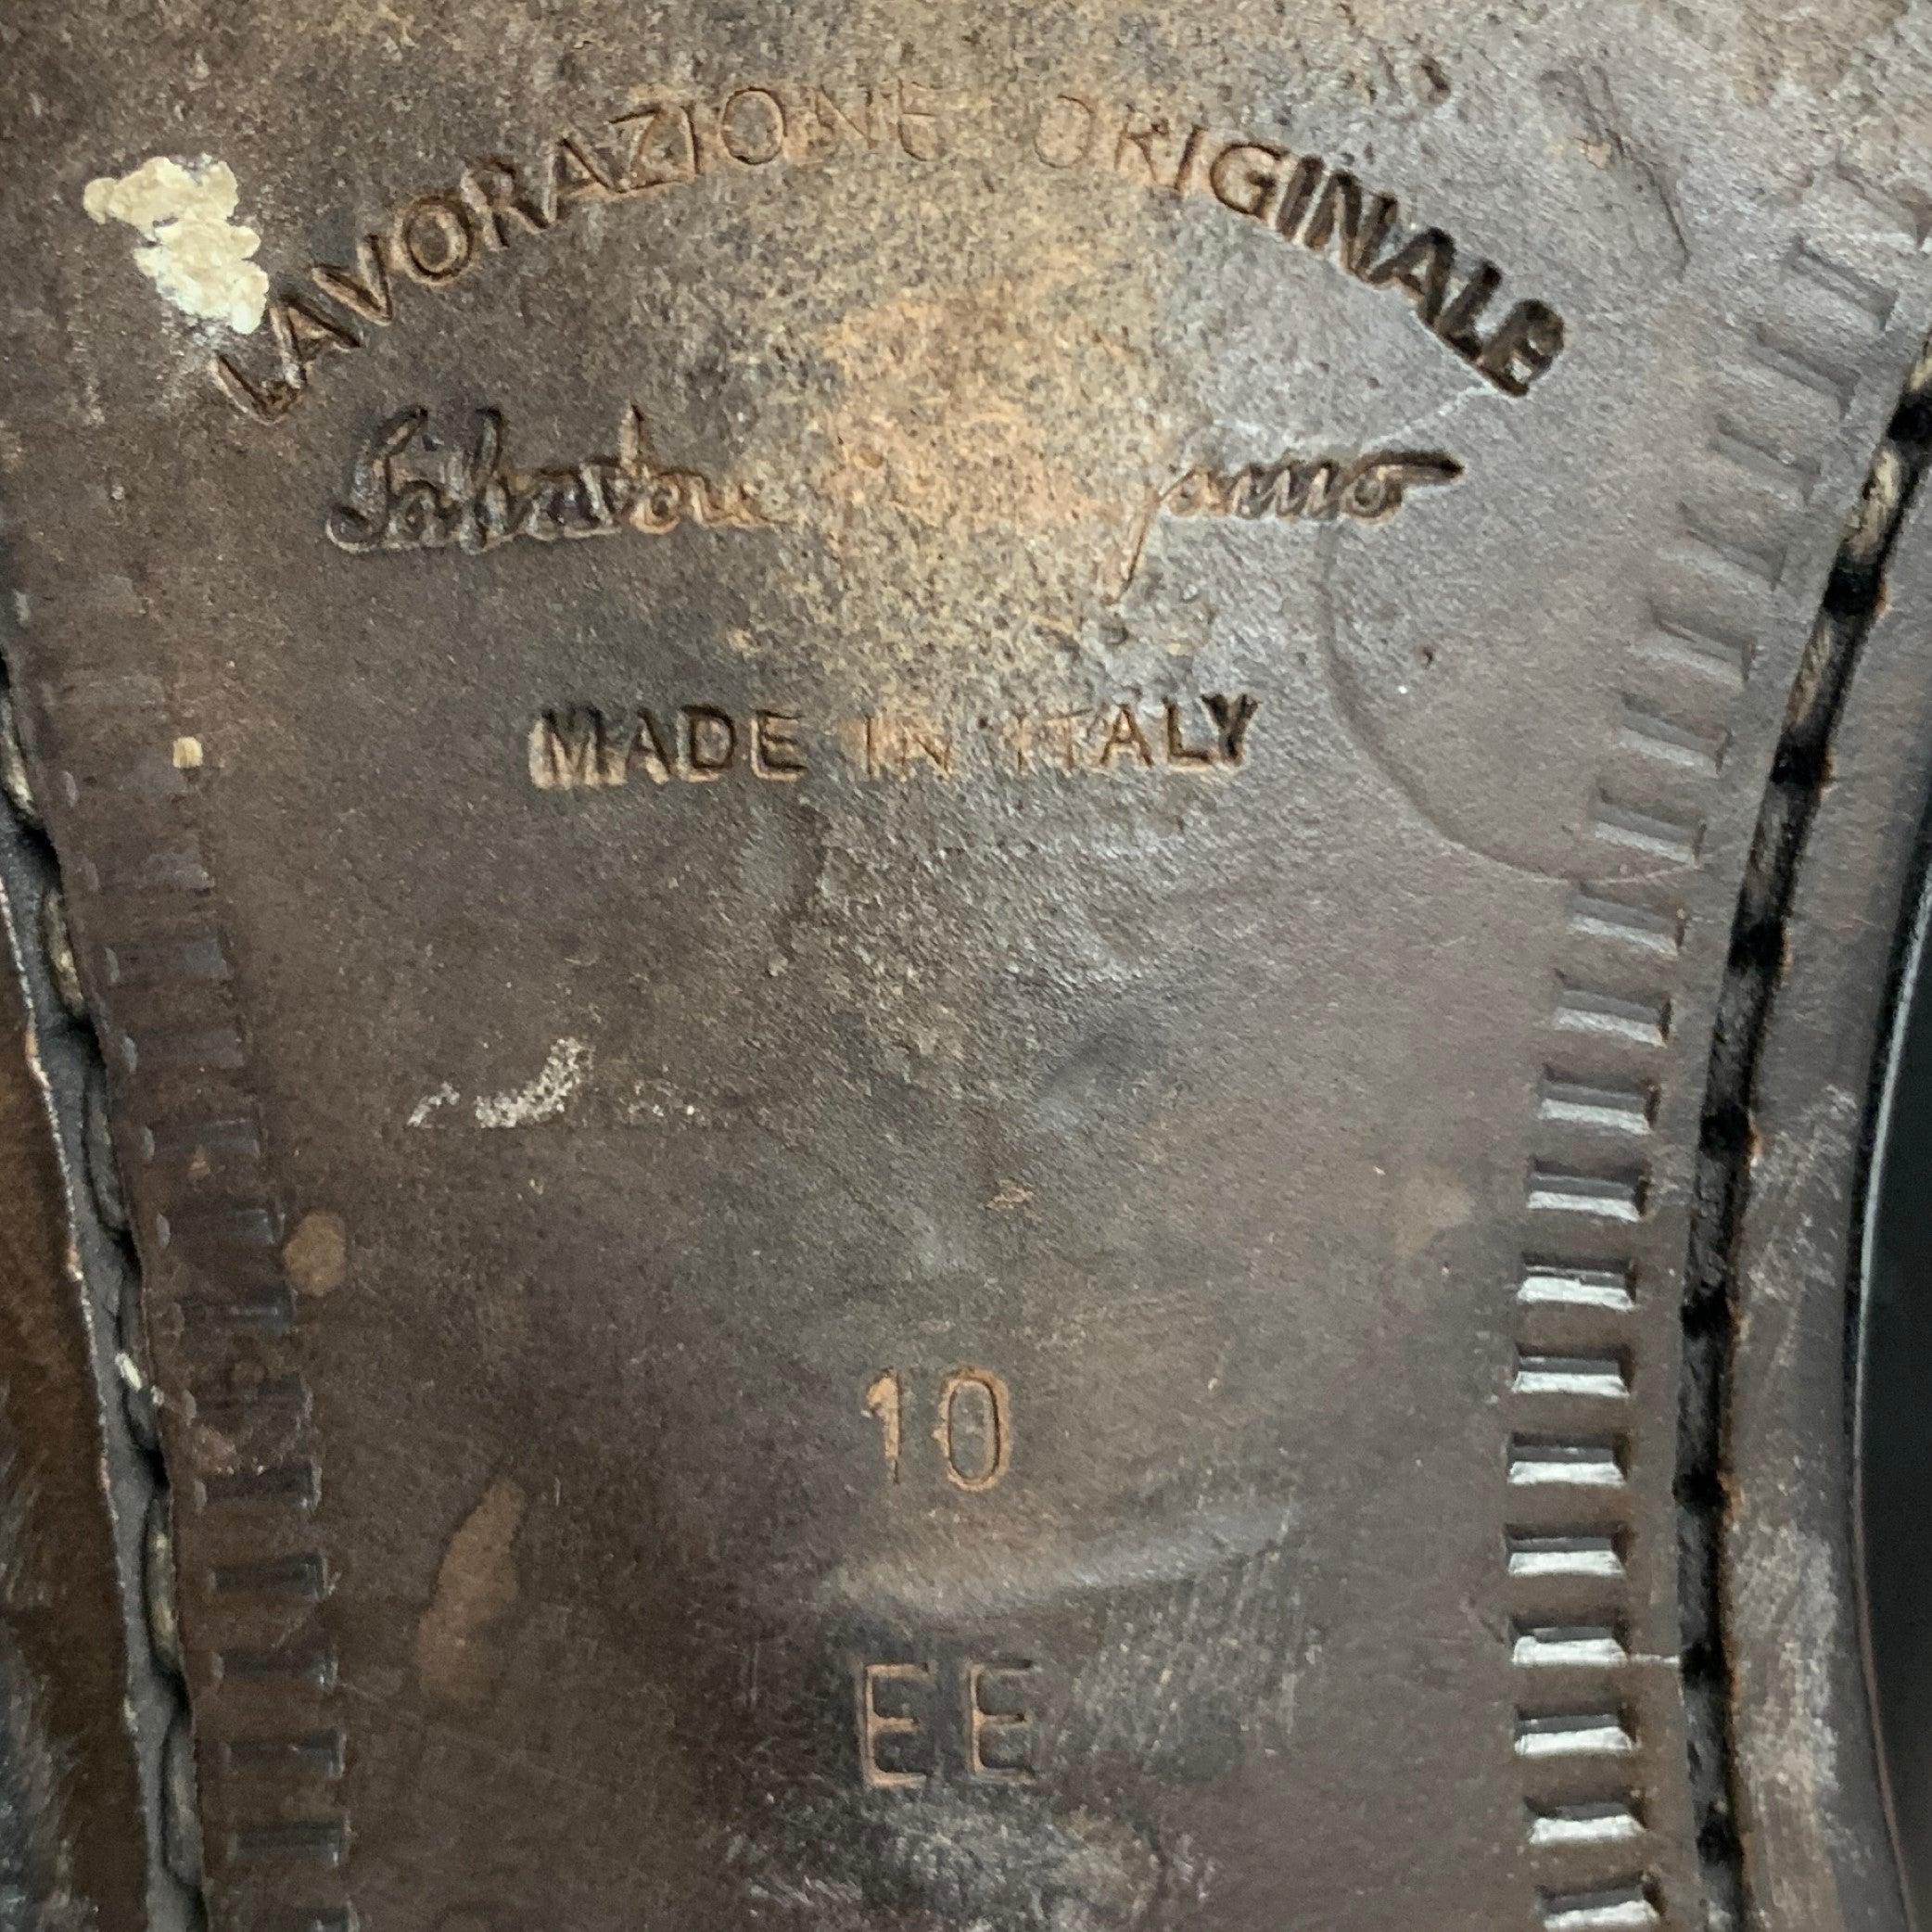 LAVORAZIONE ORIGINALE
Salvatore
MADE IN ITALY
10
EE